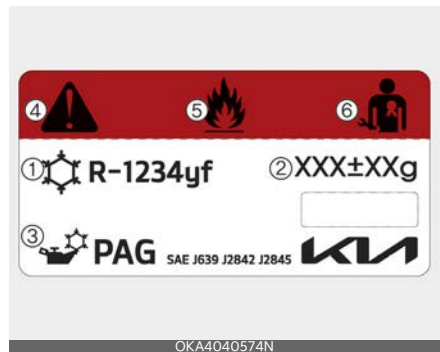 ④ ⑤ ⑥
① R-1234yf ② XXX±XXg
③ PAG SAE J639 J2842 J2845 KIA
OKA4040574N